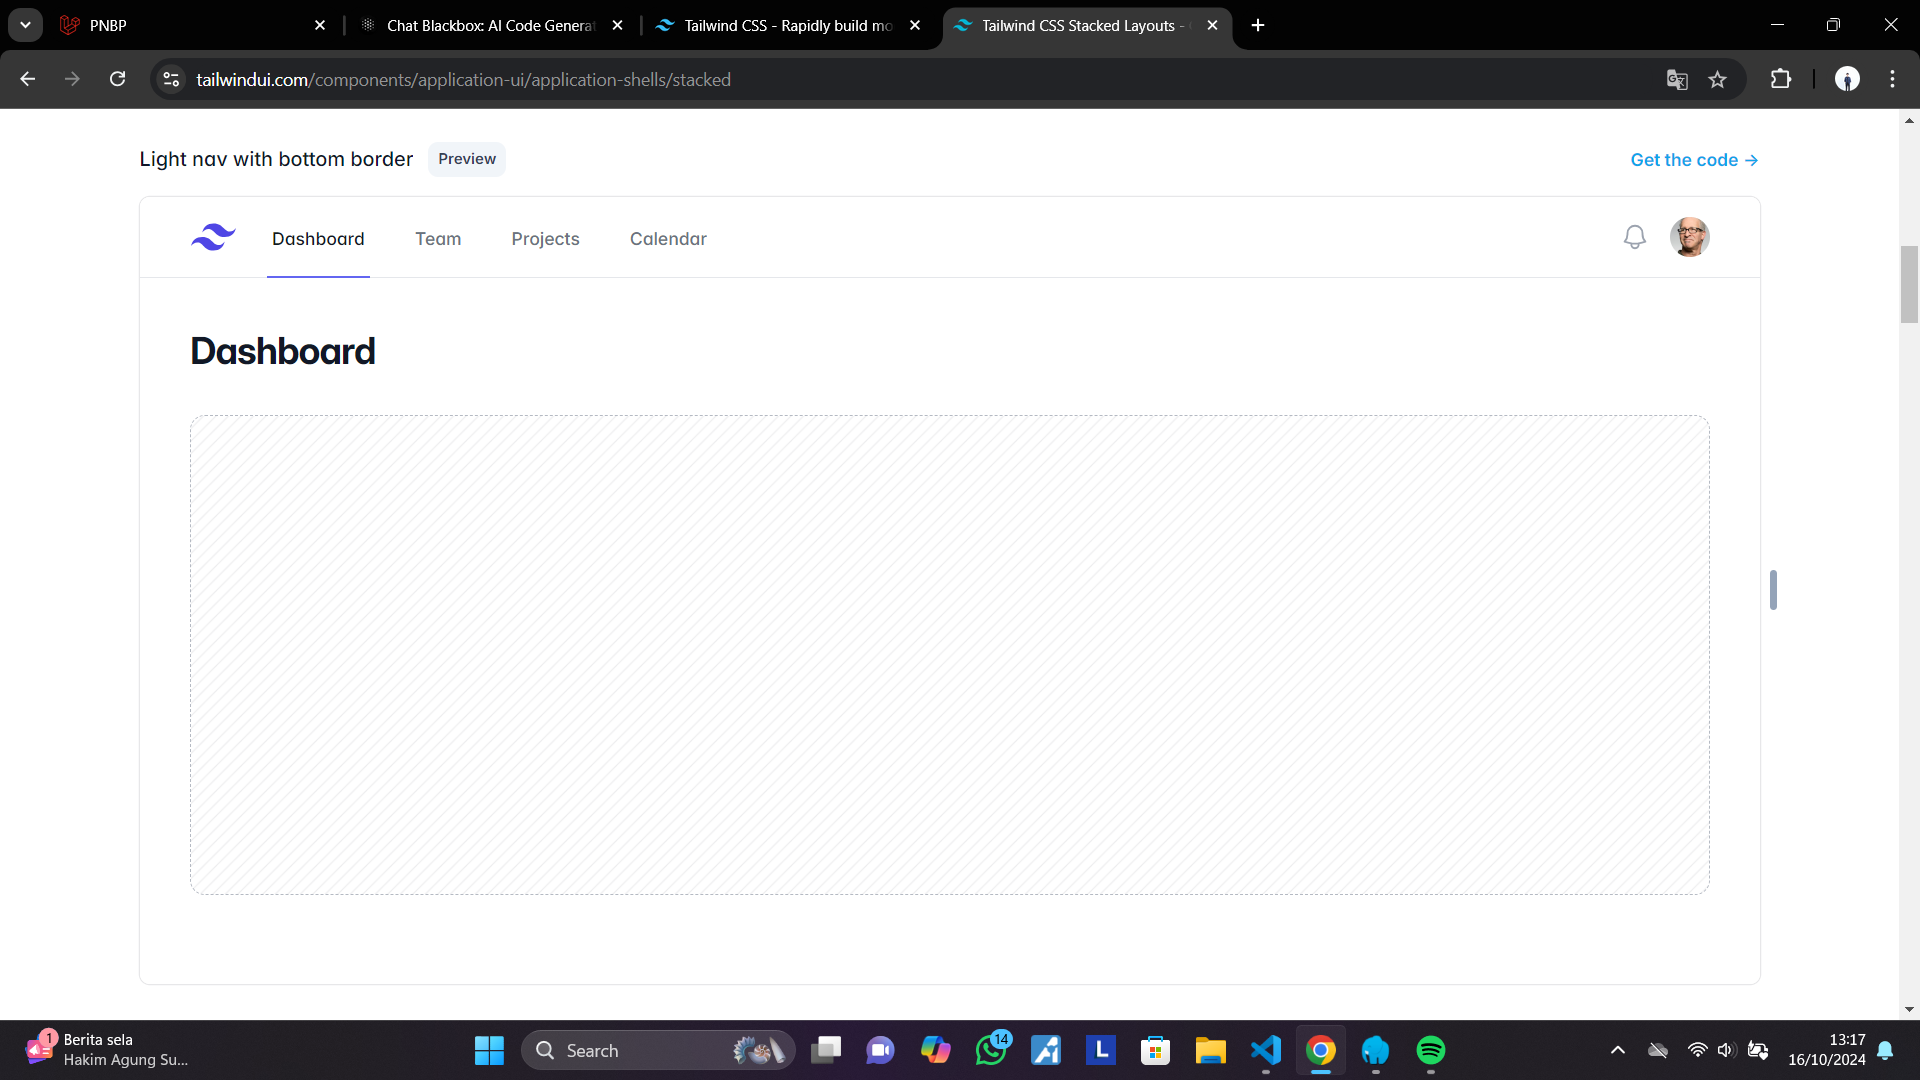 PNBP
Chat Blackbox: AI Code Generat
Tailwind CSS - Rapidly build mo
Tailwind CSS Stacked Layouts -
tailwindui.com/components/application-ui/application-shells/stacked
Light nav with bottom border
Preview
Get the code →
Dashboard
Team
Projects
Calendar
Dashboard
1
Berita sela
Hakim Agung Su...
Search
14
L
13:17
16/10/2024